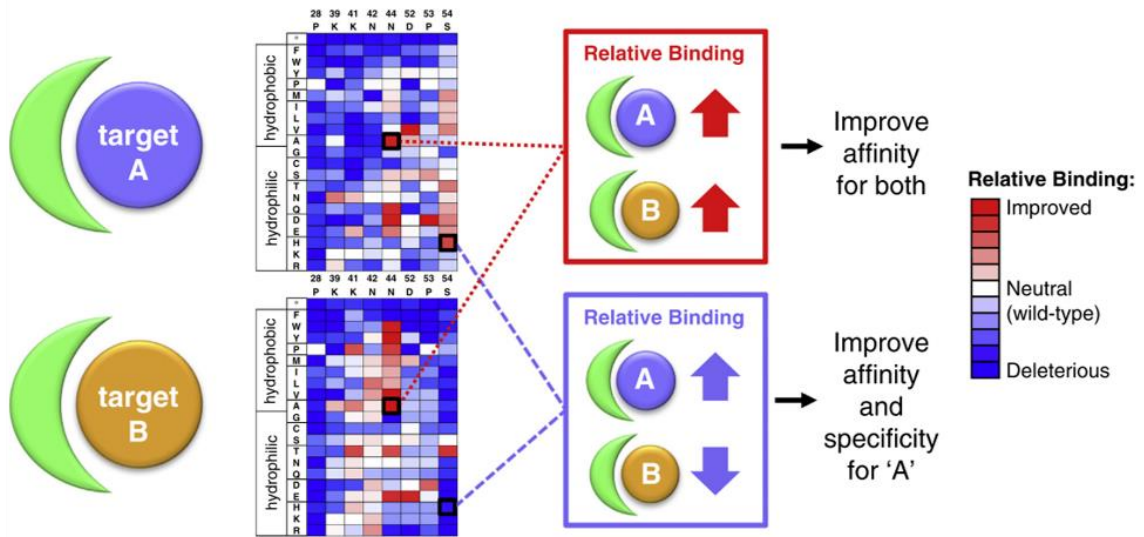 28 39 41 42 44 52 53 54
P K K N N D P S
*
hydrophobic
F
W
Y
P
M
I
L
V
A
G
hydrophilic
C
S
T
N
Q
D
E
H
K
R
target
A
28 39 41 42 44 52 53 54
P K K N N D P S
*
hydrophobic
F
W
Y
P
M
I
L
V
A
G
hydrophilic
C
S
T
N
Q
D
E
H
K
R
target
B
Relative Binding
A
B
Improve
affinity
for both
Relative Binding
A
B
Improve
affinity
and
specificity
for ‘A’
Relative Binding:
Improved
Neutral
(wild-type)
Deleterious